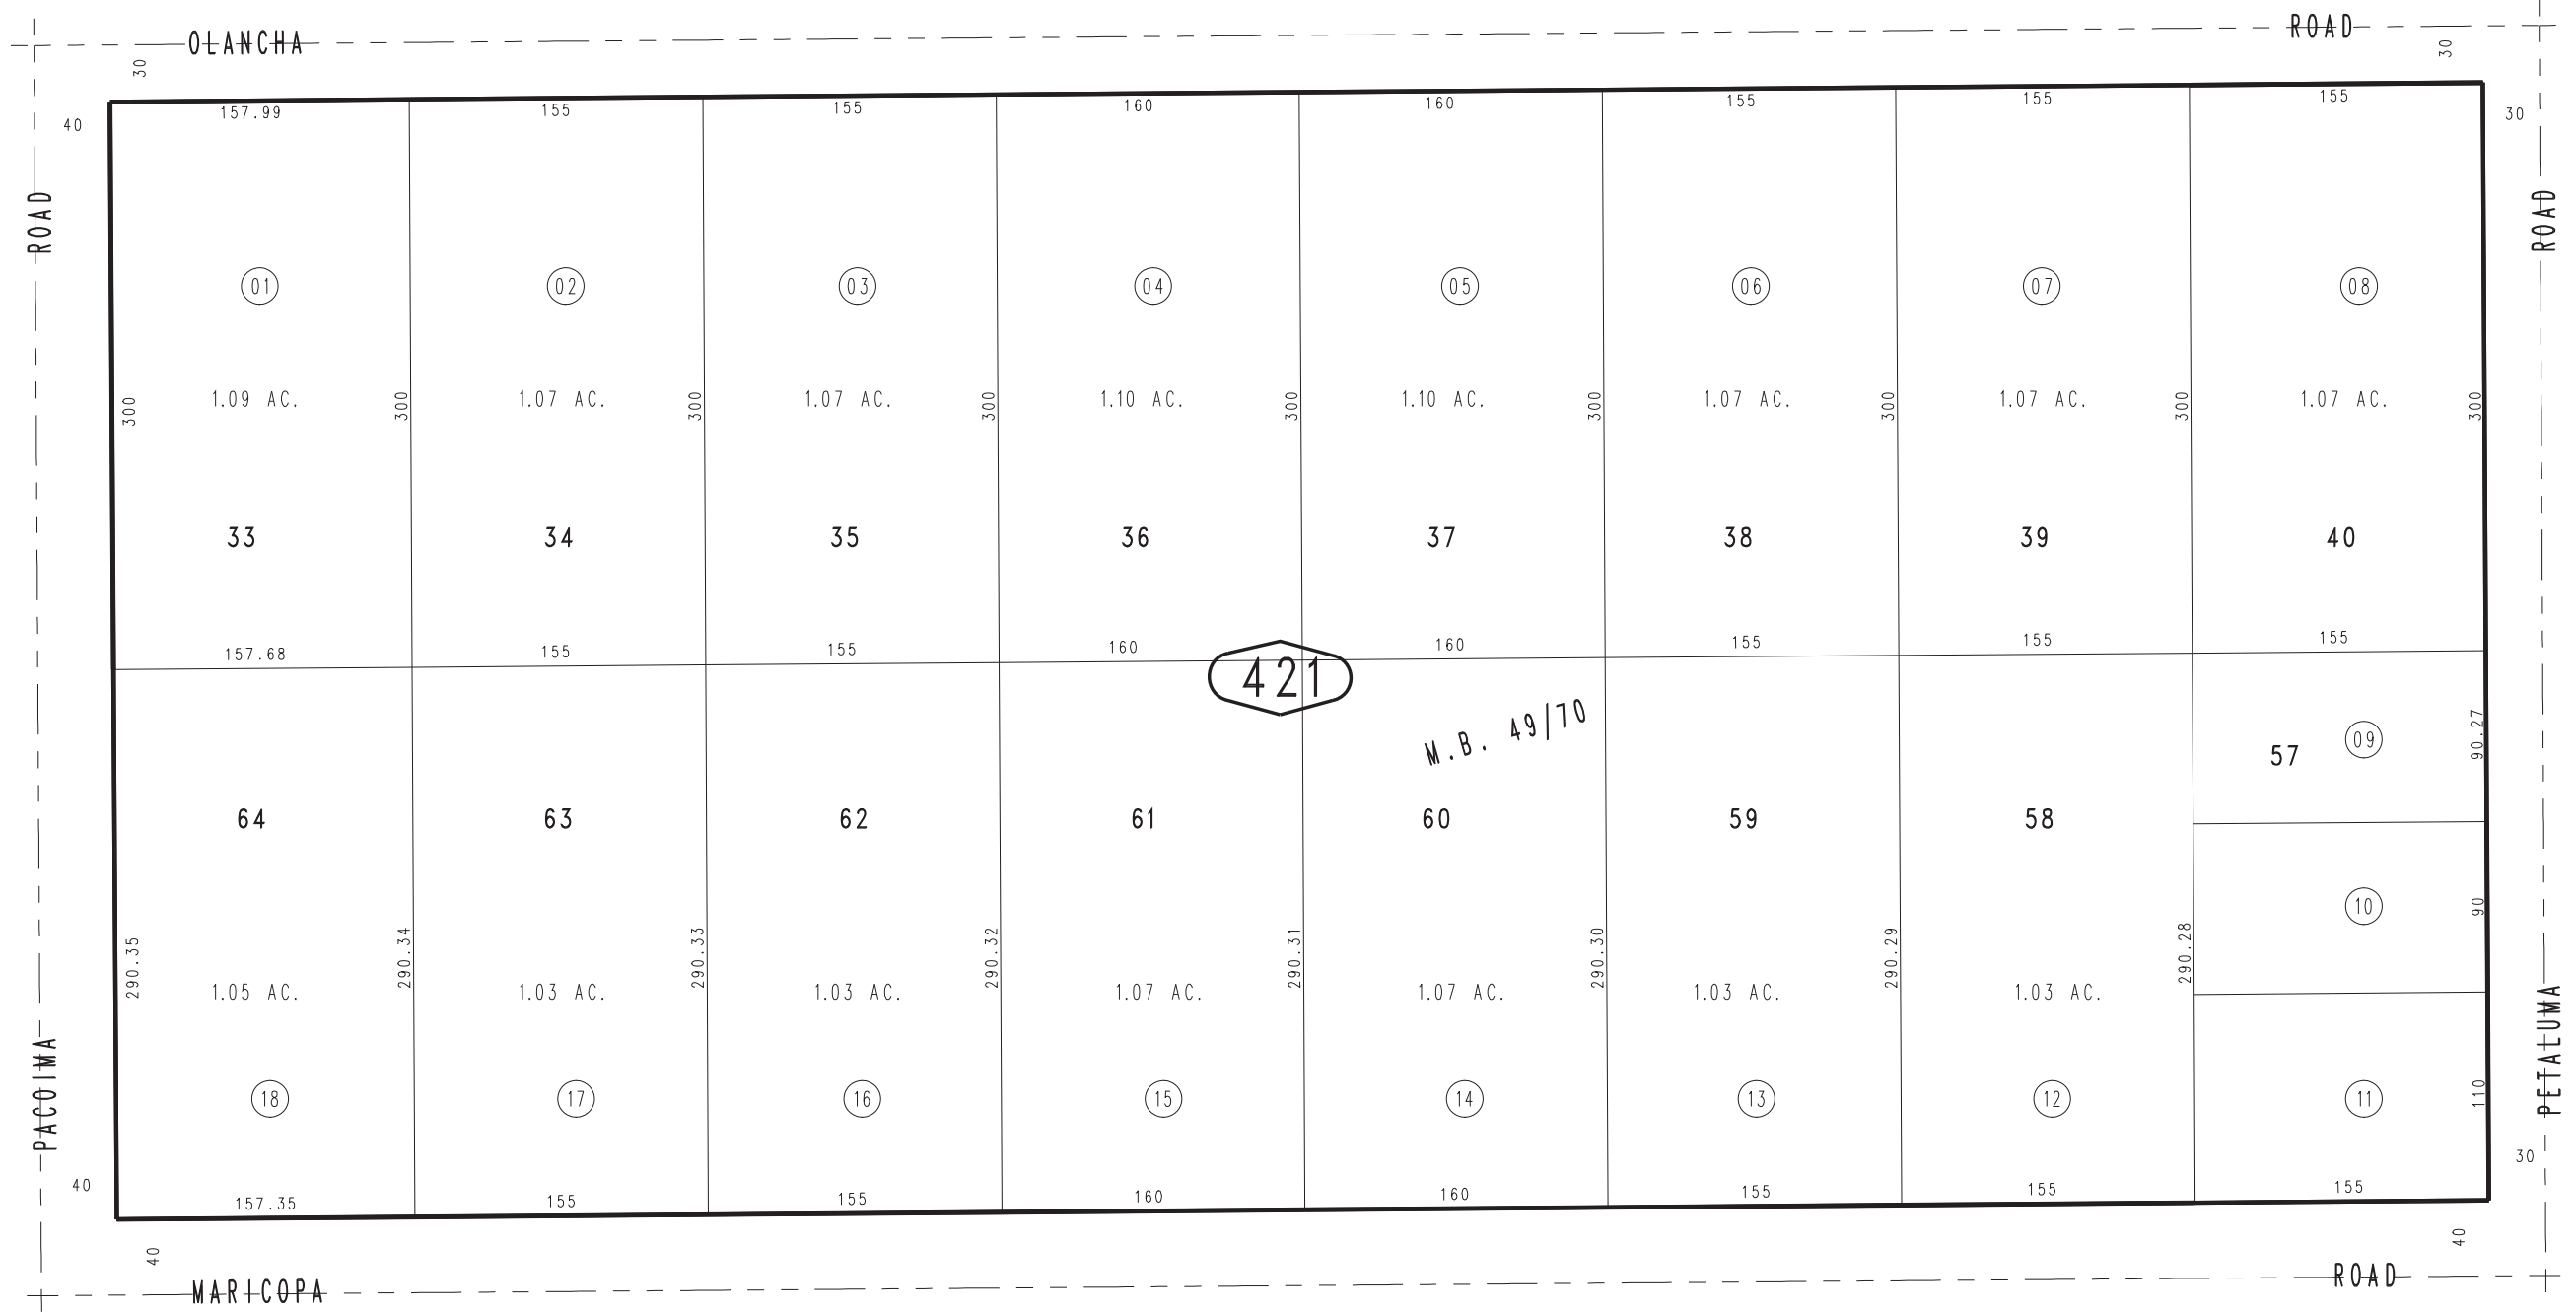 OLANCHA ROAD
30 30
40 157.99 155 155 160 160 155 155 155 30
ROAD ROAD
01 02 03 04 05 06 07 08
1.09 AC. 1.07 AC. 1.07 AC. 1.10 AC. 1.10 AC. 1.07 AC. 1.07 AC. 1.07 AC.
300 300 300 300 300 300 300 300 300
33 34 35 36 37 38 39 40
157.68 155 155 160 160 155 155 155
421
M.B. 49/70
57 09 90.27
64 63 62 61 60 59 58
10 90
290.35 290.34 290.33 290.32 290.31 290.30 290.29 290.28
1.05 AC. 1.03 AC. 1.03 AC. 1.07 AC. 1.07 AC. 1.03 AC. 1.03 AC.
PACOIMA PETALUMA
18 17 16 15 14 13 12 11 110
40 30
157.35 155 155 160 160 155 155 155
40 40
MARICOPA ROAD